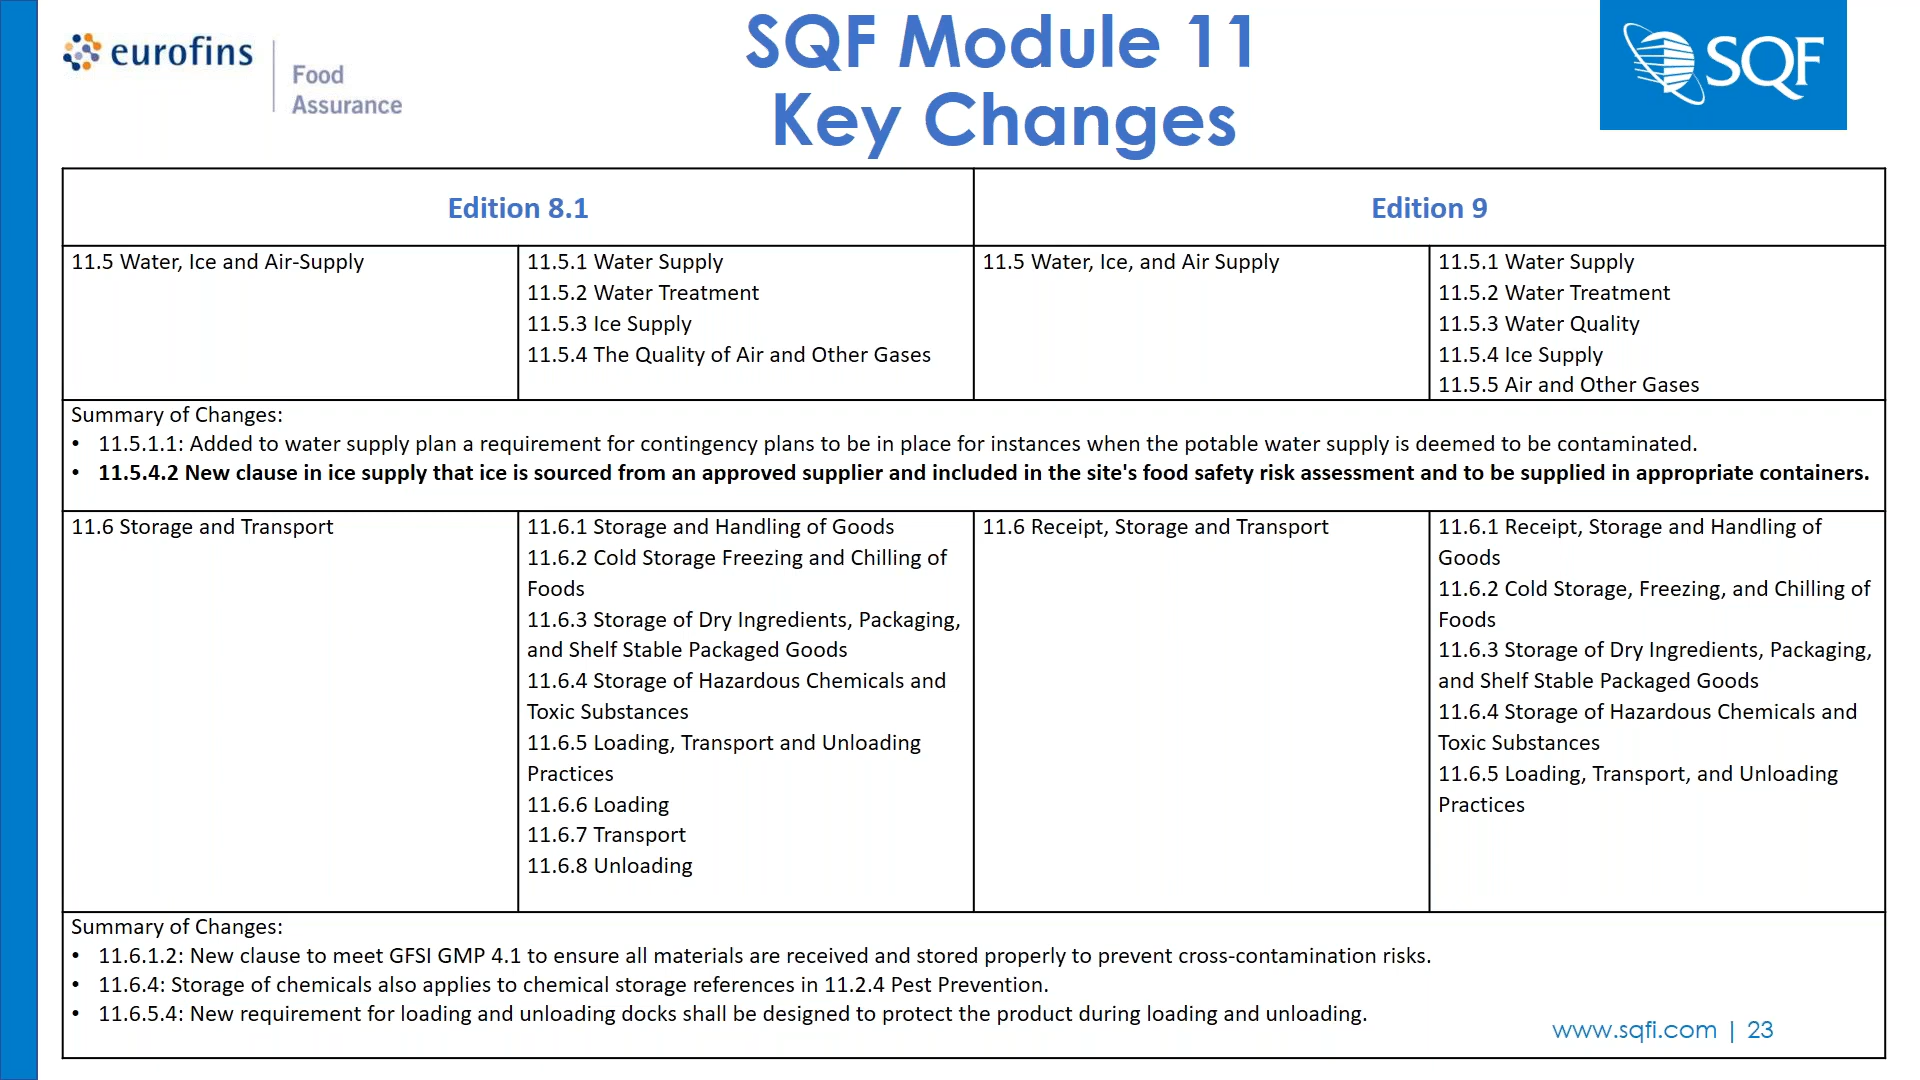 eurofins
Food
Assurance
SQF Module 11
Key Changes
SQF
Edition 8.1
Edition 9
11.5 Water, Ice and Air-Supply
11.5.1 Water Supply
11.5.2 Water Treatment
11.5.3 Ice Supply
11.5.4 The Quality of Air and Other Gases
11.5 Water, Ice, and Air Supply
11.5.1 Water Supply
11.5.2 Water Treatment
11.5.3 Water Quality
11.5.4 Ice Supply
11.5.5 Air and Other Gases
Summary of Changes:
• 11.5.1.1: Added to water supply plan a requirement for contingency plans to be in place for instances when the potable water supply is deemed to be contaminated.
• 11.5.4.2 New clause in ice supply that ice is sourced from an approved supplier and included in the site's food safety risk assessment and to be supplied in appropriate containers.
11.6 Storage and Transport
11.6.1 Storage and Handling of Goods
11.6.2 Cold Storage Freezing and Chilling of
Foods
11.6.3 Storage of Dry Ingredients, Packaging,
and Shelf Stable Packaged Goods
11.6.4 Storage of Hazardous Chemicals and
Toxic Substances
11.6.5 Loading, Transport and Unloading
Practices
11.6.6 Loading
11.6.7 Transport
11.6.8 Unloading
11.6 Receipt, Storage and Transport
11.6.1 Receipt, Storage and Handling of
Goods
11.6.2 Cold Storage, Freezing, and Chilling of
Foods
11.6.3 Storage of Dry Ingredients, Packaging,
and Shelf Stable Packaged Goods
11.6.4 Storage of Hazardous Chemicals and
Toxic Substances
11.6.5 Loading, Transport, and Unloading
Practices
Summary of Changes:
• 11.6.1.2: New clause to meet GFSI GMP 4.1 to ensure all materials are received and stored properly to prevent cross-contamination risks.
• 11.6.4: Storage of chemicals also applies to chemical storage references in 11.2.4 Pest Prevention.
• 11.6.5.4: New requirement for loading and unloading docks shall be designed to protect the product during loading and unloading.
www.sqfi.com | 23